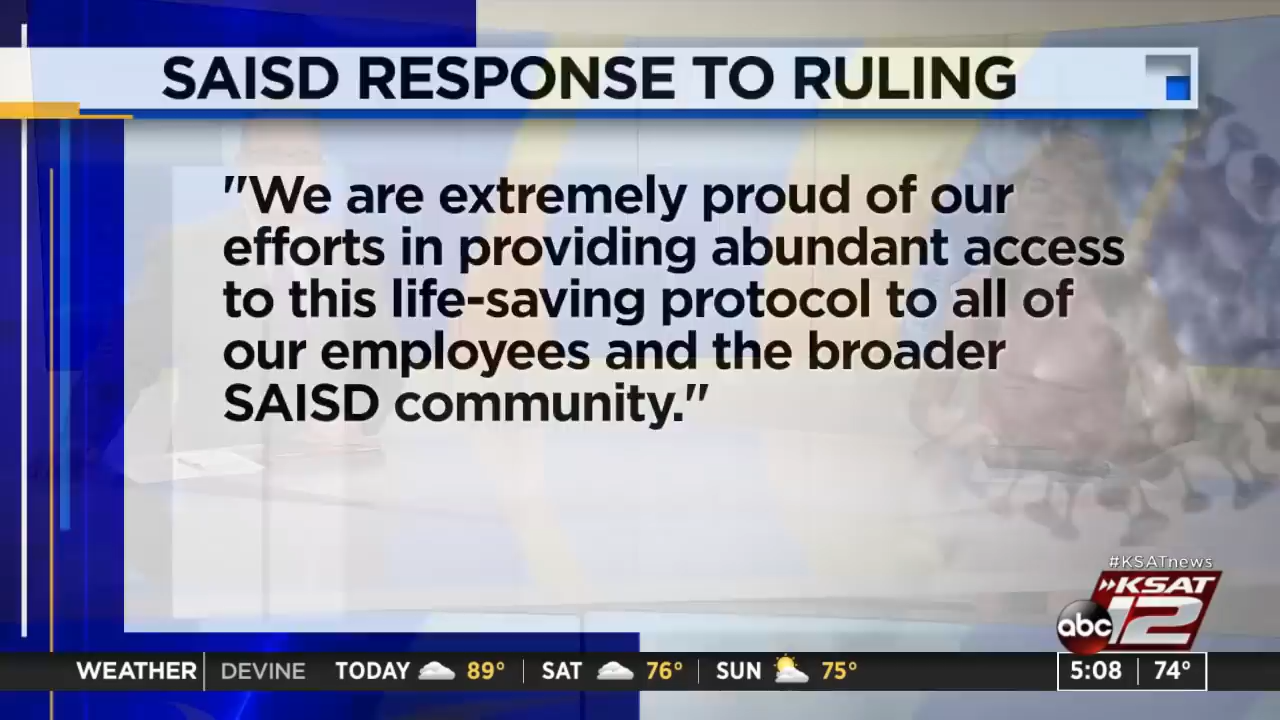 SAISD RESPONSE TO RULING
"We are extremely proud of our
efforts in providing abundant access
to this life-saving protocol to all of
our employees and the broader
SAISD community."
#KSATnews
KSAT
abc 12
WEATHER DEVINE TODAY 89° SAT 76° SUN 75° 5:08 74°